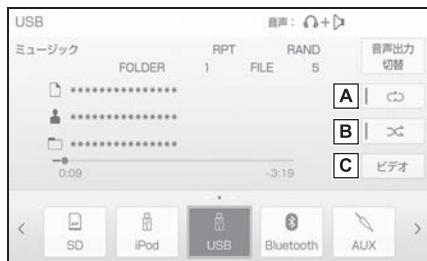 USB 音声:
ミュージック RPT RAND 音声出力切替
FOLDER 1 FILE 5
***************
***************
***************
A
B
C ビデオ
0:09 -3:19
SD iPod USB Bluetooth AUX